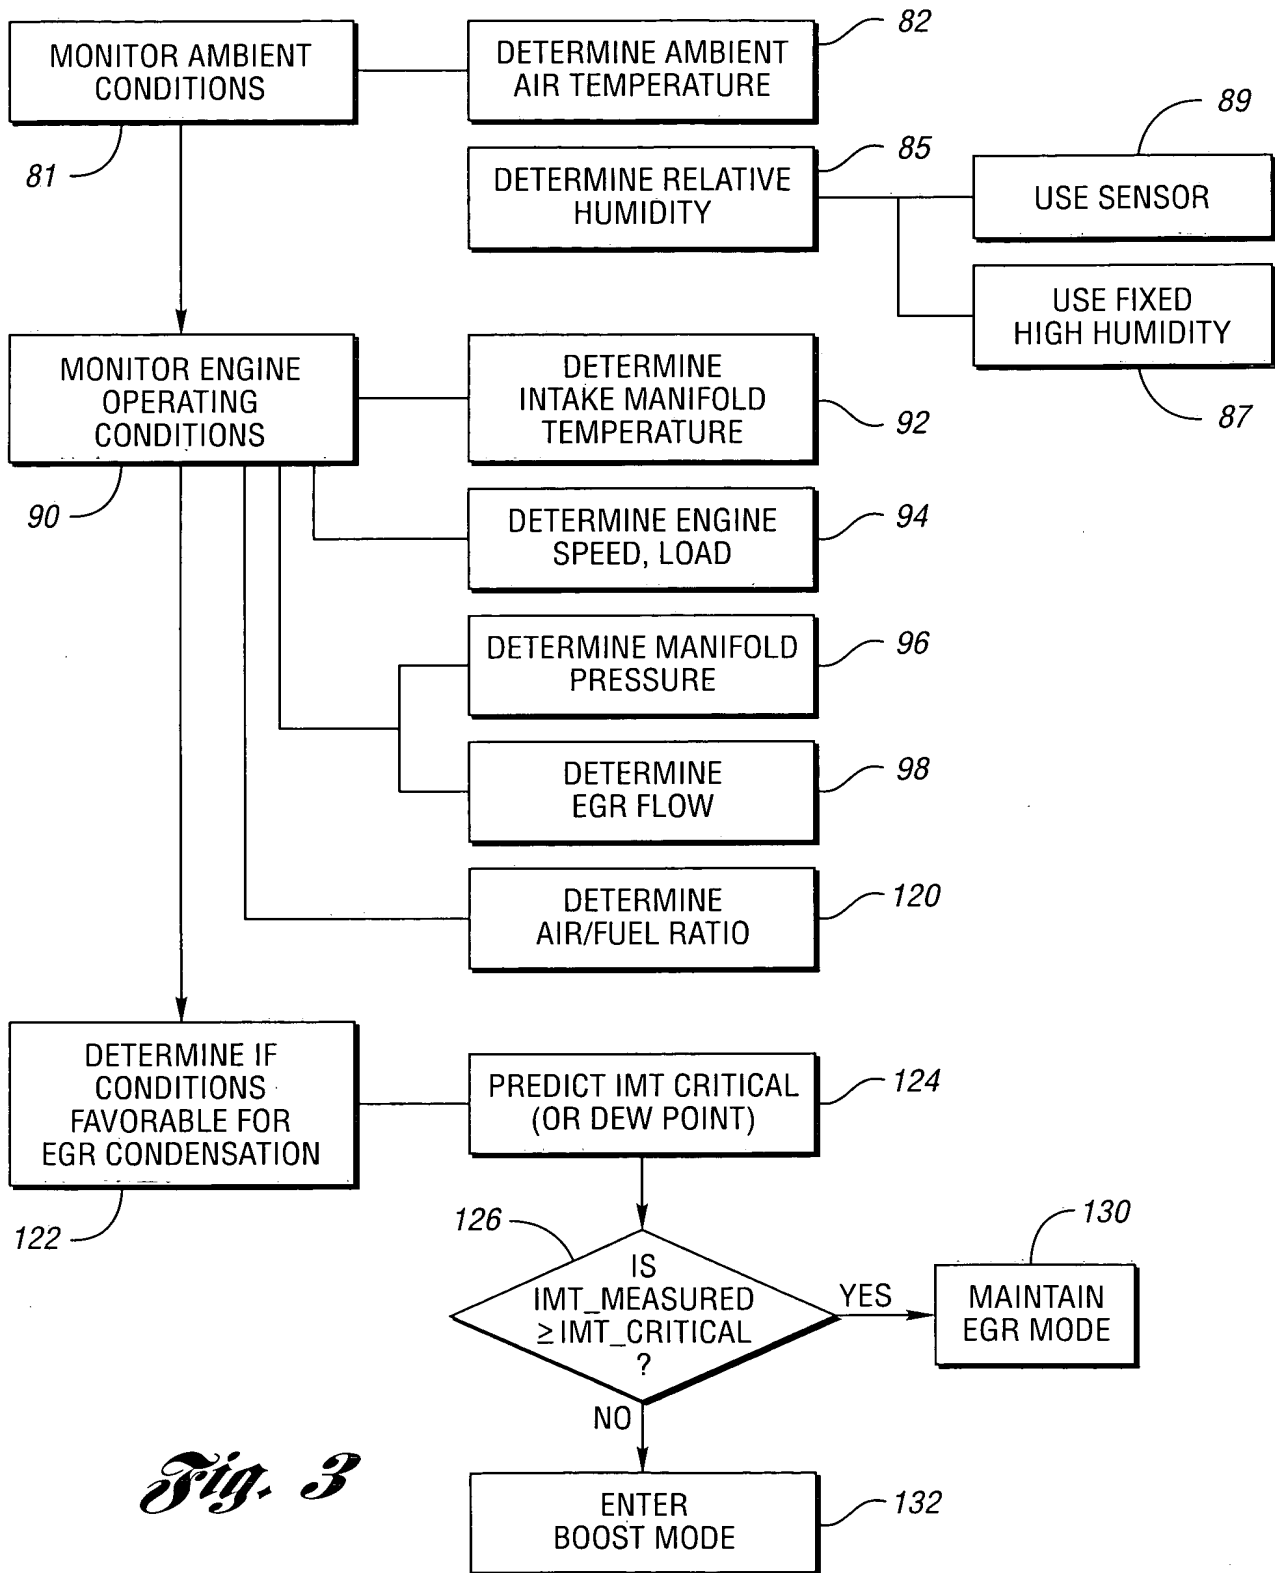 MONITOR AMBIENT
CONDITIONS
81
DETERMINE AMBIENT
AIR TEMPERATURE
82
DETERMINE RELATIVE
HUMIDITY
85
USE SENSOR
89
USE FIXED
HIGH HUMIDITY
87
MONITOR ENGINE
OPERATING
CONDITIONS
90
DETERMINE
INTAKE MANIFOLD
TEMPERATURE
92
DETERMINE ENGINE
SPEED, LOAD
94
DETERMINE MANIFOLD
PRESSURE
96
DETERMINE
EGR FLOW
98
DETERMINE
AIR/FUEL RATIO
120
DETERMINE IF
CONDITIONS
FAVORABLE FOR
EGR CONDENSATION
122
PREDICT IMT CRITICAL
(OR DEW POINT)
124
126
IS
IMT_MEASURED
≥ IMT_CRITICAL
?
YES
MAINTAIN
EGR MODE
130
NO
ENTER
BOOST MODE
132
Fig. 3